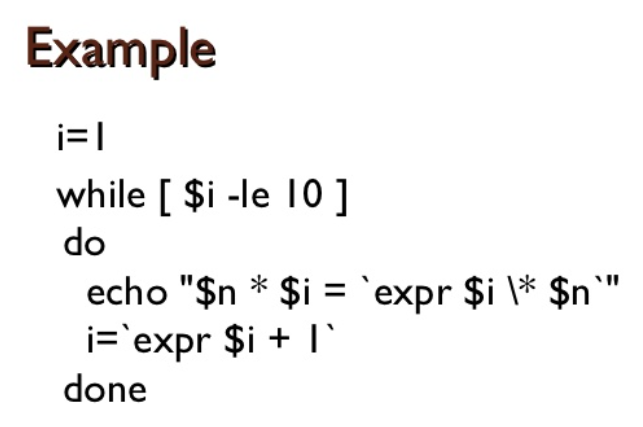 Example
i=1
while [ $i -le 10 ]
do
echo "$n * $i = `expr $i \* $n`"
i=`expr $i + 1`
done